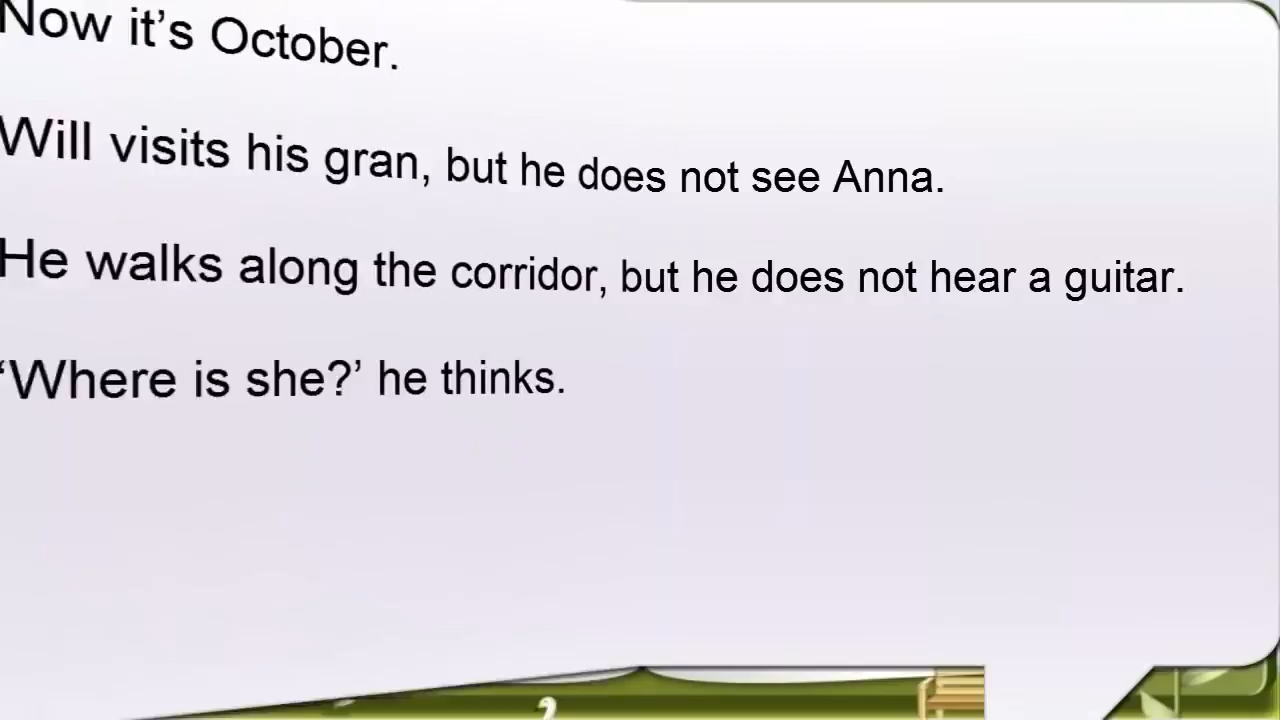 Now it’s October.
Will visits his gran, but he does not see Anna.
He walks along the corridor, but he does not hear a guitar.
‘Where is she?’ he thinks.